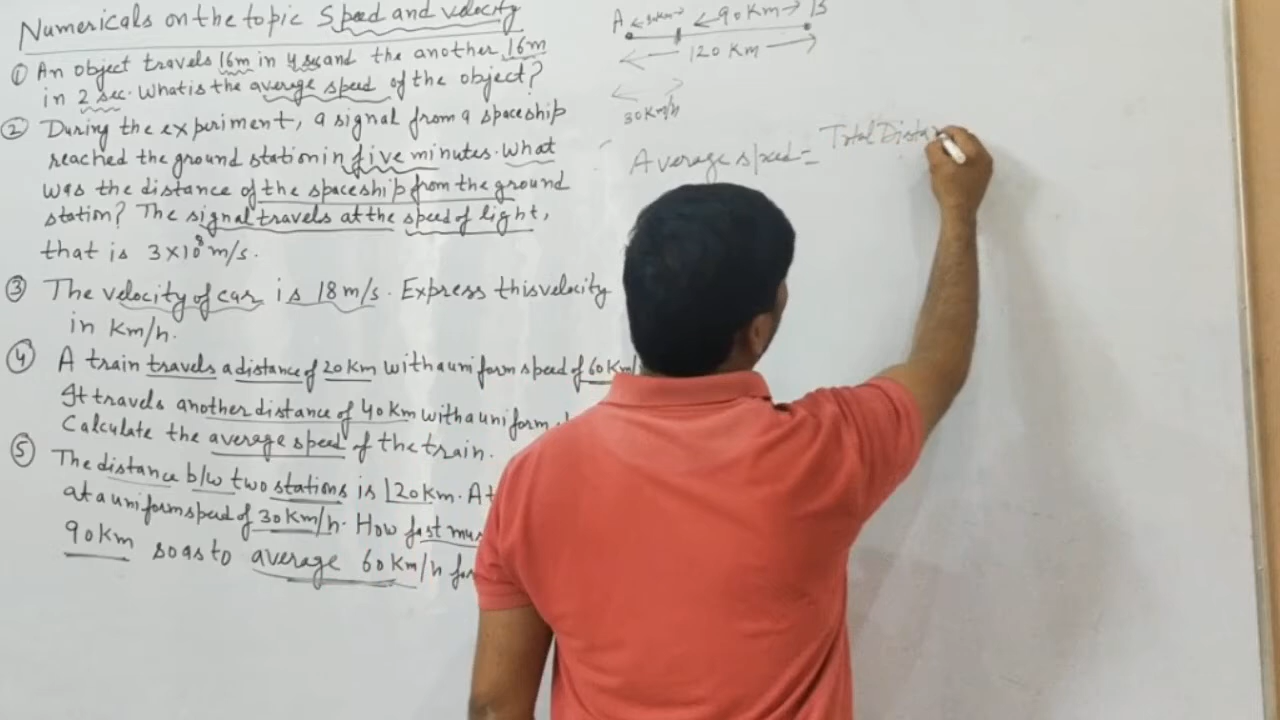 Numericals on the topic Speed and velocity
① An object travels 16m in 4 sec and the another 16m
in 2 sec. What is the average speed of the object?
② During the experiment, a signal from a spaceship
reached the ground station in five minutes. What
was the distance of the spaceship from the ground
station? The signal travels at the speed of light,
that is 3×10⁸ m/s.
③ The velocity of car is 18 m/s. Express this velocity
in Km/h.
④ A train travels a distance of 20 Km with a uniform speed of 60 Km/
It travels another distance of 40 Km with a uniform
Calculate the average speed of the train.
⑤ The distance b/w two stations is 120 Km. A
at a uniform speed of 30 Km/h. How fast
90 Km so as to average 60 Km/h
A 30Km 90 Km B
120 Km
30 Km/h
Average speed = Total Dista